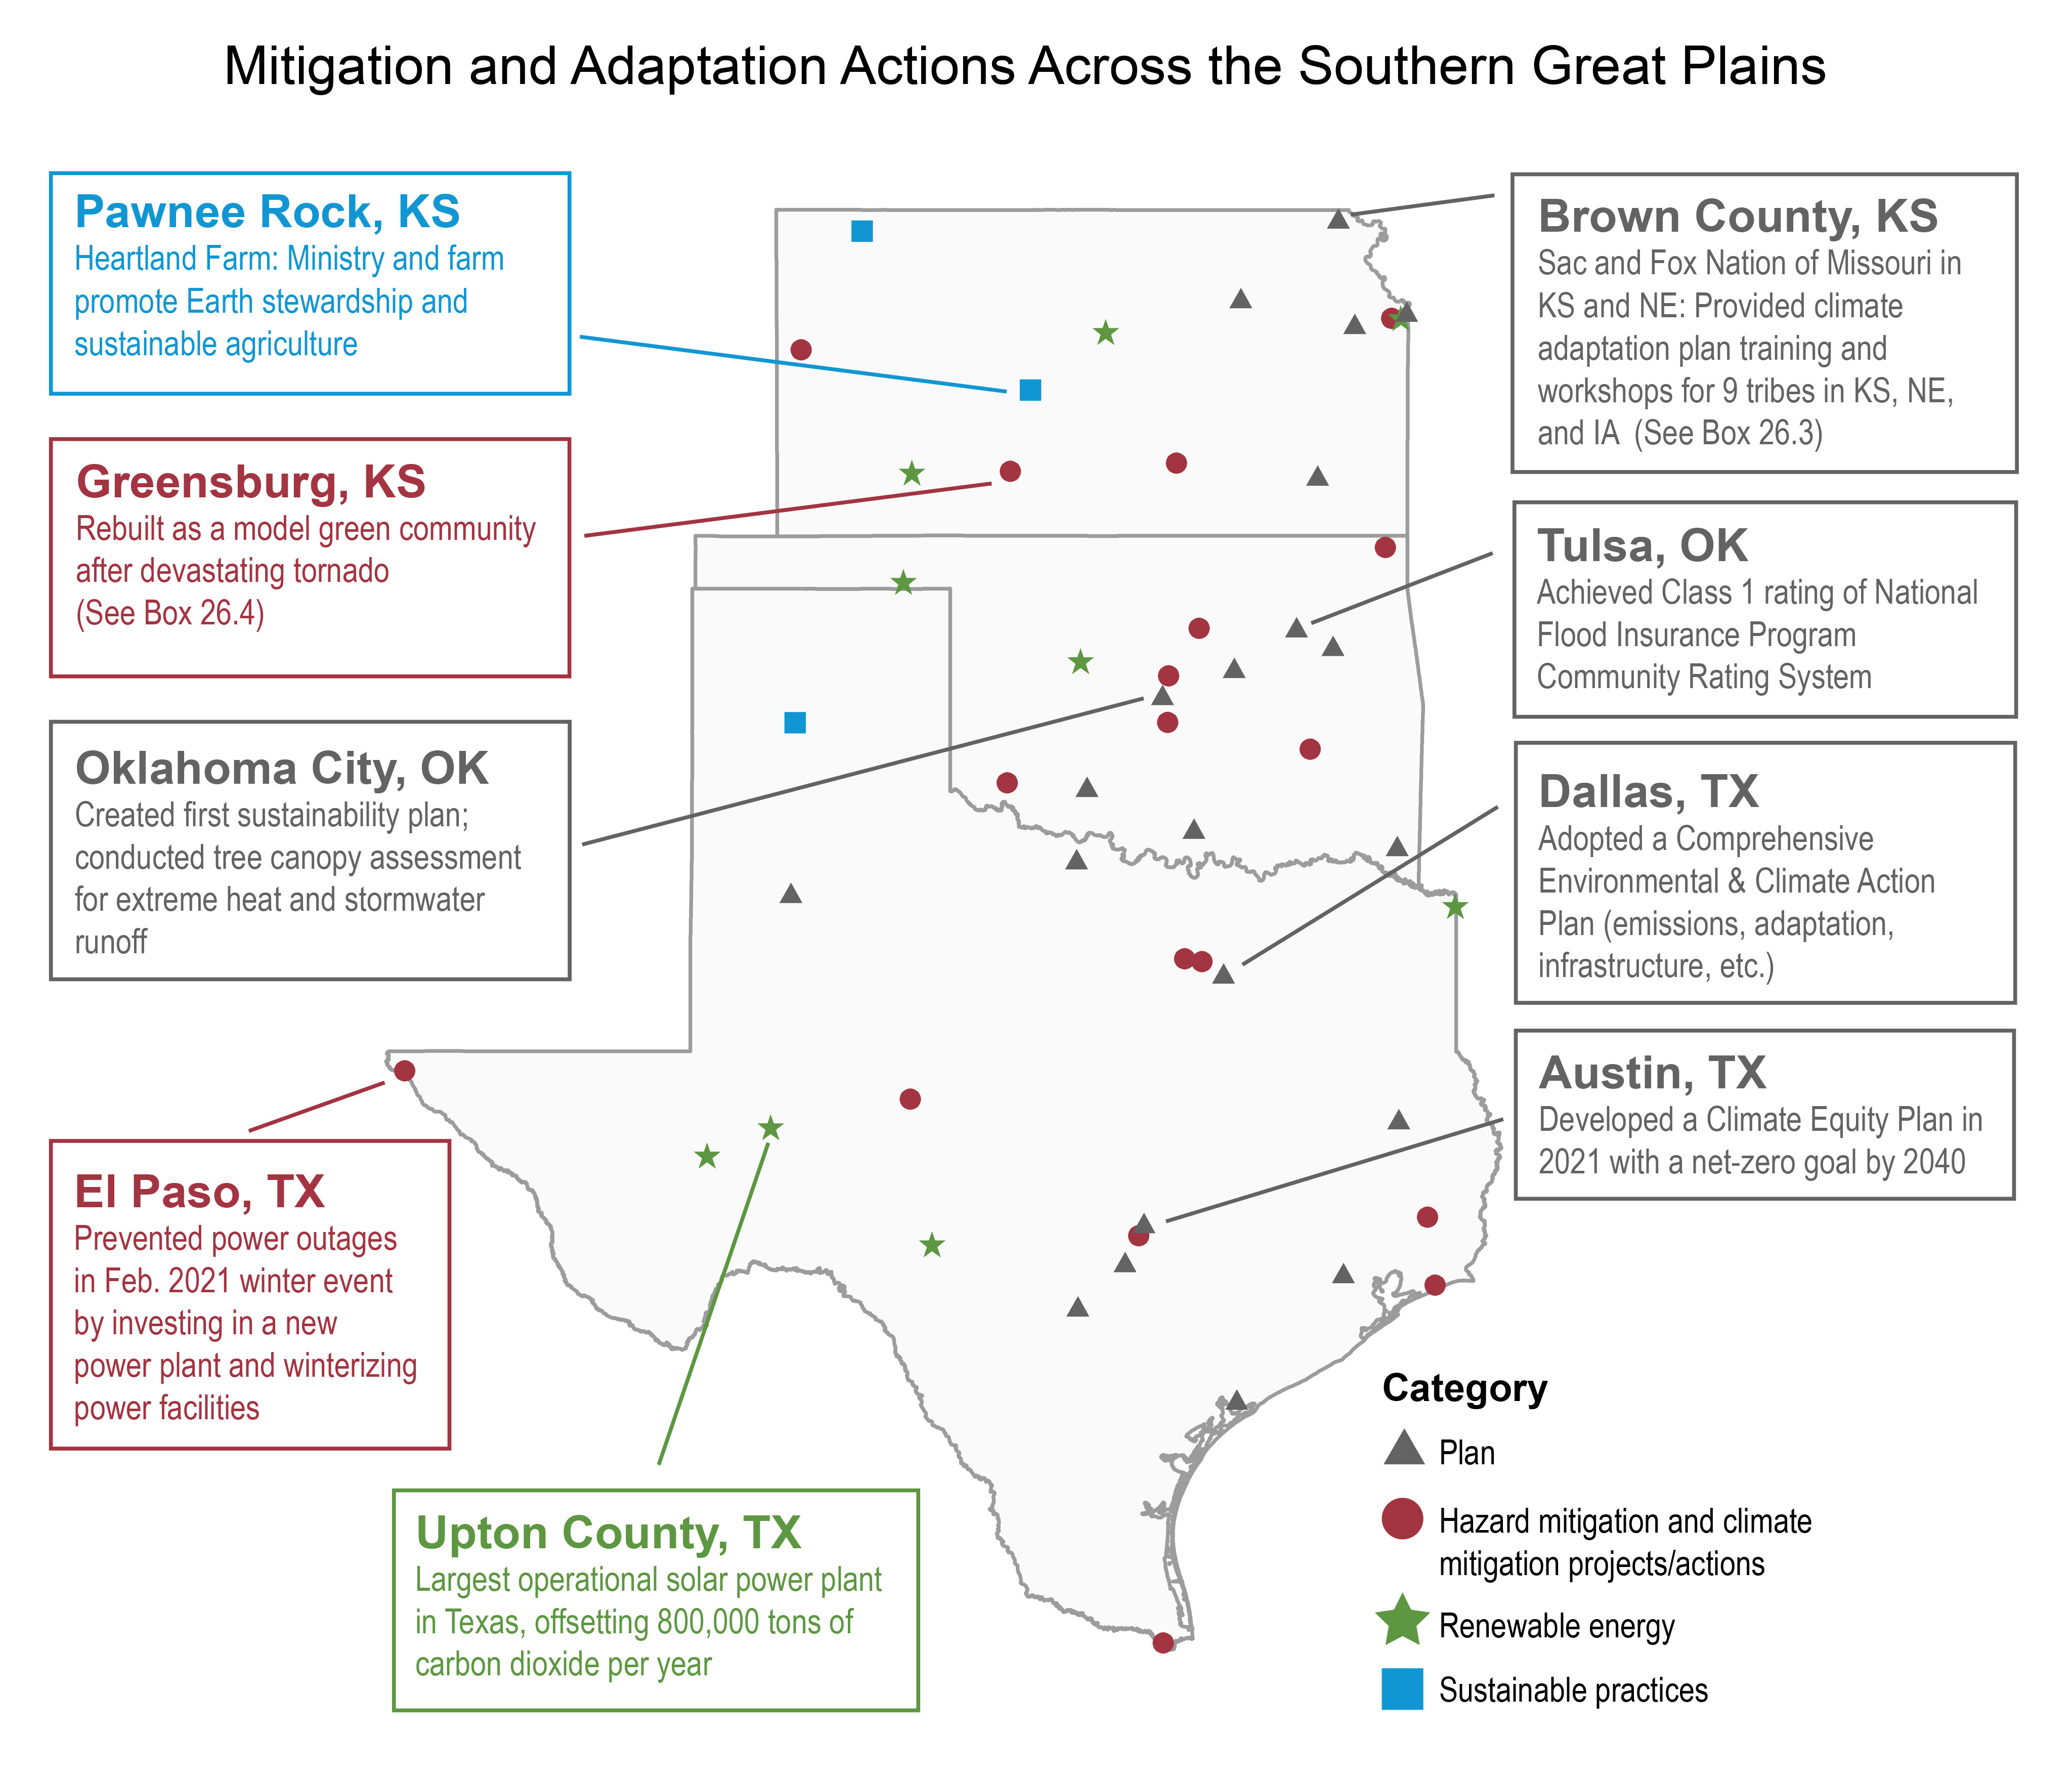 Mitigation and Adaptation Actions Across the Southern Great Plains
Pawnee Rock, KS
Heartland Farm: Ministry and farm
promote Earth stewardship and
sustainable agriculture
Greensburg, KS
Rebuilt as a model green community
after devastating tornado
(See Box 26.4)
Oklahoma City, OK
Created first sustainability plan;
conducted tree canopy assessment
for extreme heat and stormwater
runoff
El Paso, TX
Prevented power outages
in Feb. 2021 winter event
by investing in a new
power plant and winterizing
power facilities
Upton County, TX
Largest operational solar power plant
in Texas, offsetting 800,000 tons of
carbon dioxide per year
Brown County, KS
Sac and Fox Nation of Missouri in
KS and NE: Provided climate
adaptation plan training and
workshops for 9 tribes in KS, NE,
and IA (See Box 26.3)
Tulsa, OK
Achieved Class 1 rating of National
Flood Insurance Program
Community Rating System
Dallas, TX
Adopted a Comprehensive
Environmental & Climate Action
Plan (emissions, adaptation,
infrastructure, etc.)
Austin, TX
Developed a Climate Equity Plan in
2021 with a net-zero goal by 2040
Category
Plan
Hazard mitigation and climate
mitigation projects/actions
Renewable energy
Sustainable practices